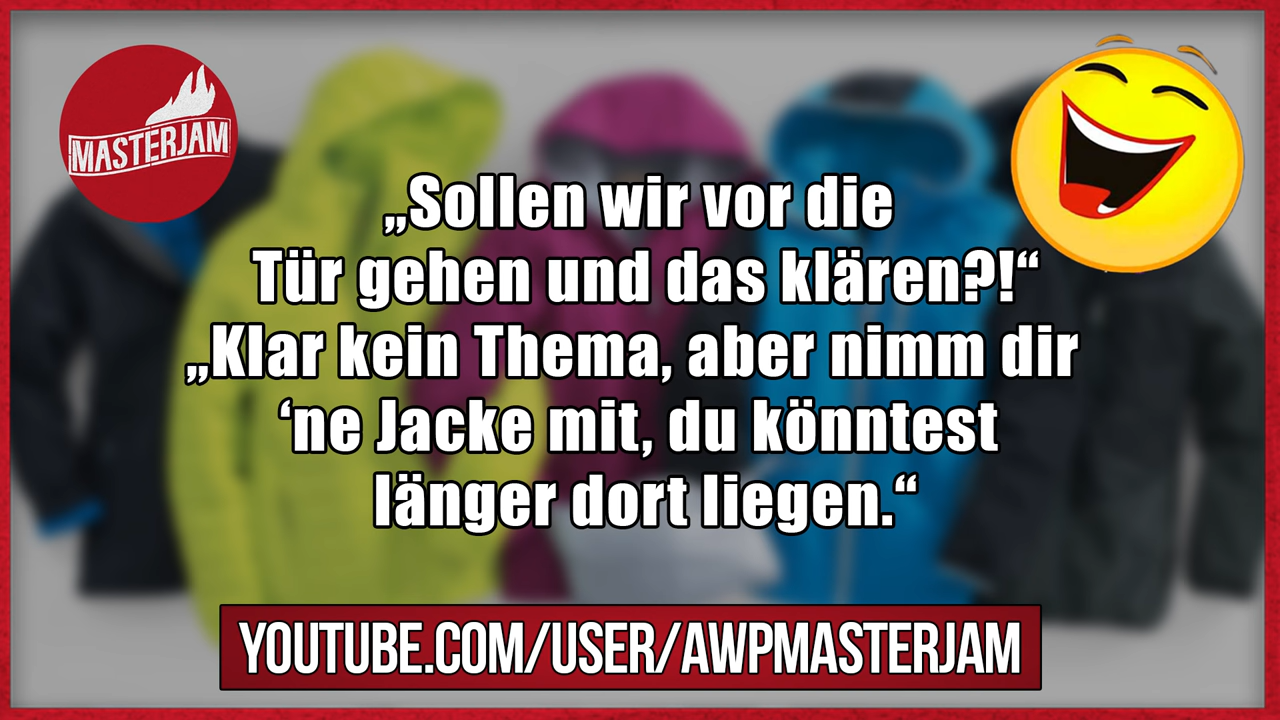 MASTERJAM
„Sollen wir vor die
Tür gehen und das klären?!“
„Klar kein Thema, aber nimm dir
‘ne Jacke mit, du könntest
länger dort liegen.“
YOUTUBE.COM/USER/AWPMASTERJAM